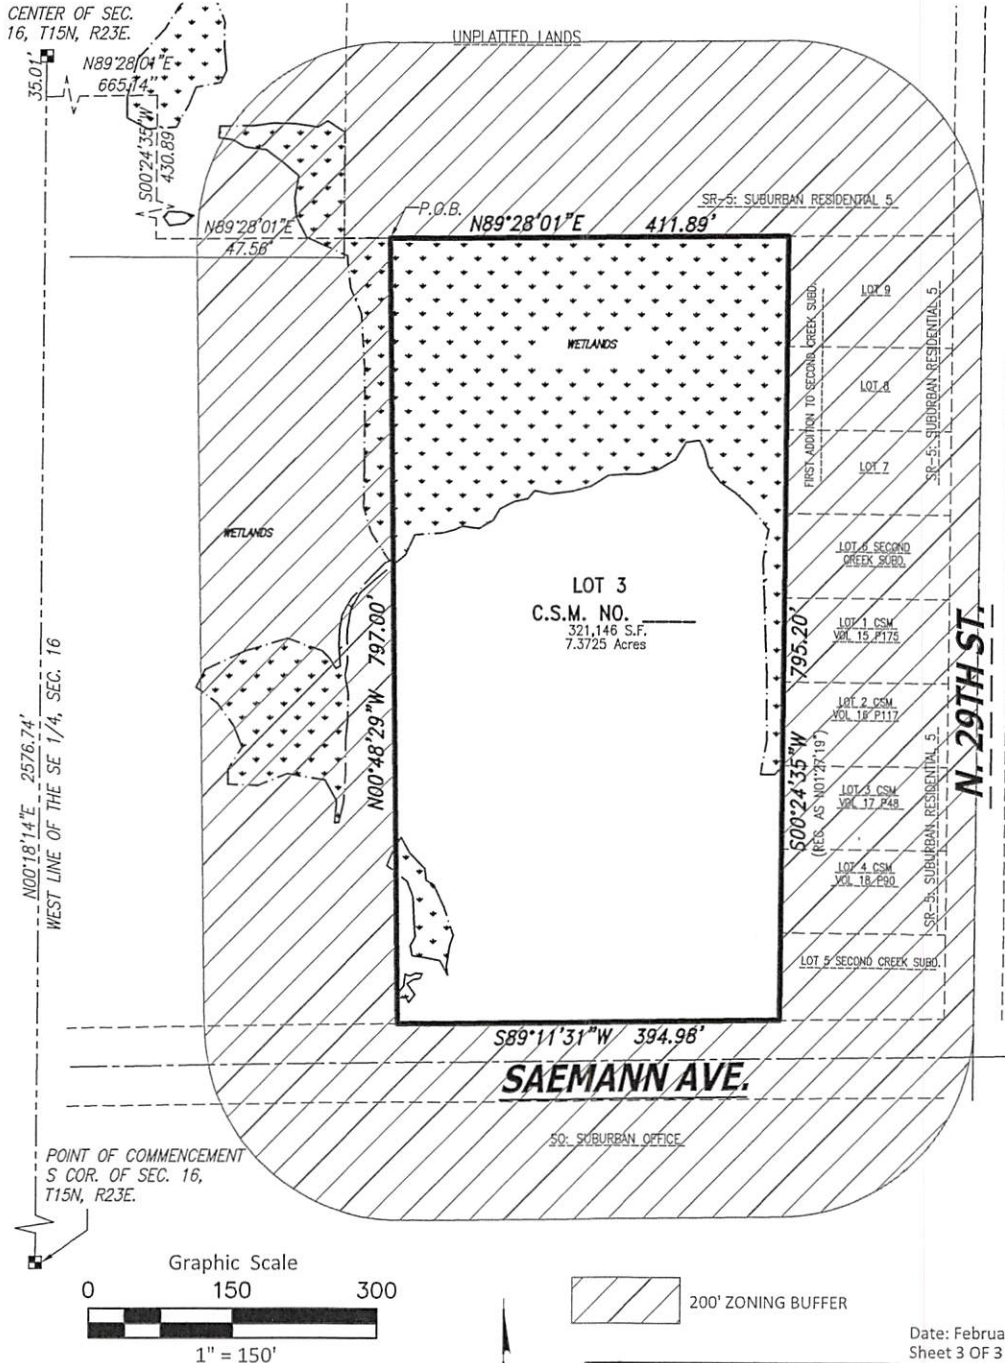 CENTER OF SEC.
16, T15N, R23E.
35.01'
N89°28'01"E
665.14'
S00°24'35"W
430.89'
N89°28'01"E
47.56'
UNPLATTED LANDS
SR-5: SUBURBAN RESIDENTIAL 5
P.O.B.
N89°28'01"E 411.89'
WETLANDS
FIRST ADDITION TO SECOND CREEK SUBD.
LOT 9
LOT 8
LOT 7
SR-5: SUBURBAN RESIDENTIAL 5
LOT 6 SECOND
CREEK SUBD.
WETLANDS
LOT 3
C.S.M. NO.
321,146 S.F.
7.3725 Acres
N00°48'29"W 797.00'
S00°24'35"W 795.20'
(REC. AS N01°27'19")
LOT 1 CSM
VOL 15 P175
LOT 2 CSM
VOL 16 P117
LOT 3 CSM
VOL 17 P48
LOT 4 CSM
VOL 18 P90
SR-5: SUBURBAN RESIDENTIAL 5
LOT 5 SECOND CREEK SUBD.
N. 29TH ST.
N00°18'14"E 2576.74'
WEST LINE OF THE SE 1/4, SEC. 16
S89°11'31"W 394.98'
SAEMANN AVE.
SO: SUBURBAN OFFICE
POINT OF COMMENCEMENT
S COR. OF SEC. 16,
T15N, R23E.
Graphic Scale
0 150 300
1" = 150'
200' ZONING BUFFER
Date: Februa
Sheet 3 OF 3